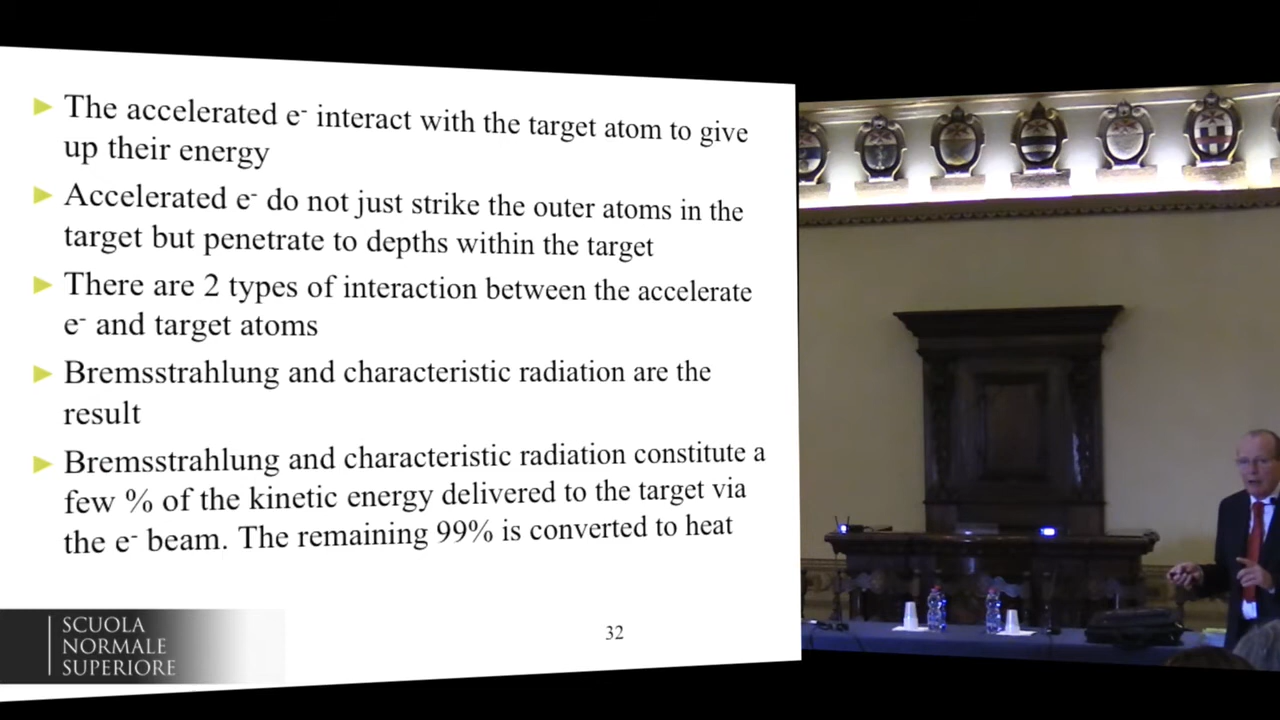 The accelerated e⁻ interact with the target atom to give
up their energy
Accelerated e⁻ do not just strike the outer atoms in the
target but penetrate to depths within the target
There are 2 types of interaction between the accelerate
e⁻ and target atoms
Bremsstrahlung and characteristic radiation are the
result
Bremsstrahlung and characteristic radiation constitute a
few % of the kinetic energy delivered to the target via
the e⁻ beam. The remaining 99% is converted to heat
SCUOLA
NORMALE
SUPERIORE
32